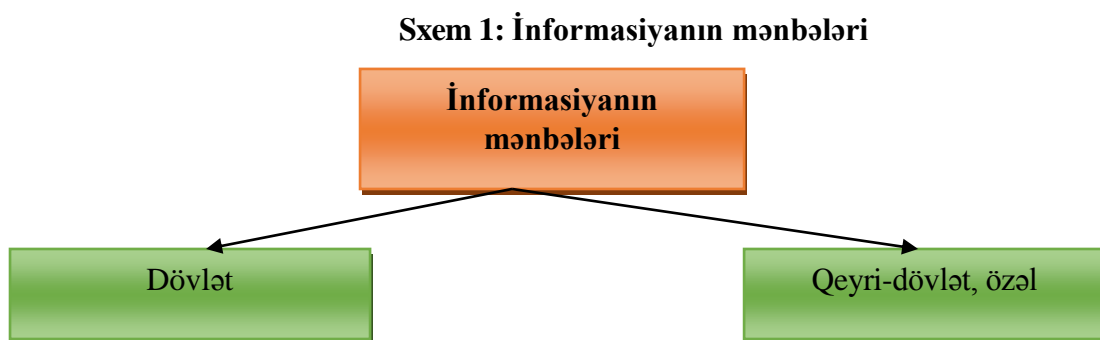 Sxem 1: İnformasiyanın mənbələri
İnformasiyanın
mənbələri
Dövlət
Qeyri-dövlət, özəl